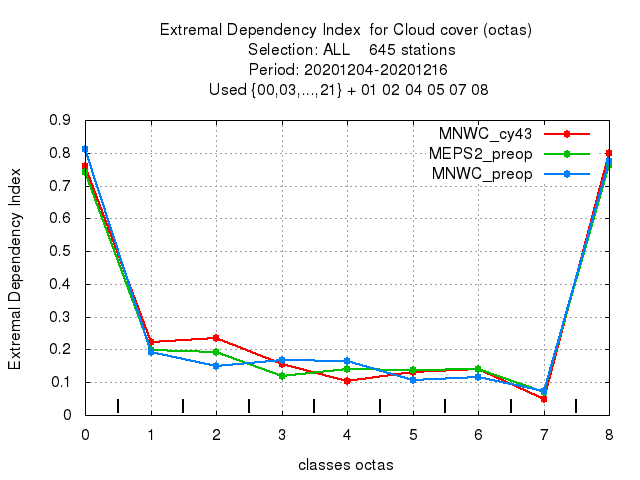 Extremal Dependency Index  for Cloud cover (octas)
Selection: ALL    645 stations
Period: 20201204-20201216
Used {00,03,...,21} + 01 02 04 05 07 08
MNWC_cy43
MEPS2_preop
MNWC_preop
Extremal Dependency Index
0.9
0.8
0.7
0.6
0.5
0.4
0.3
0.2
0.1
0
0 1 2 3 4 5 6 7 8
classes octas